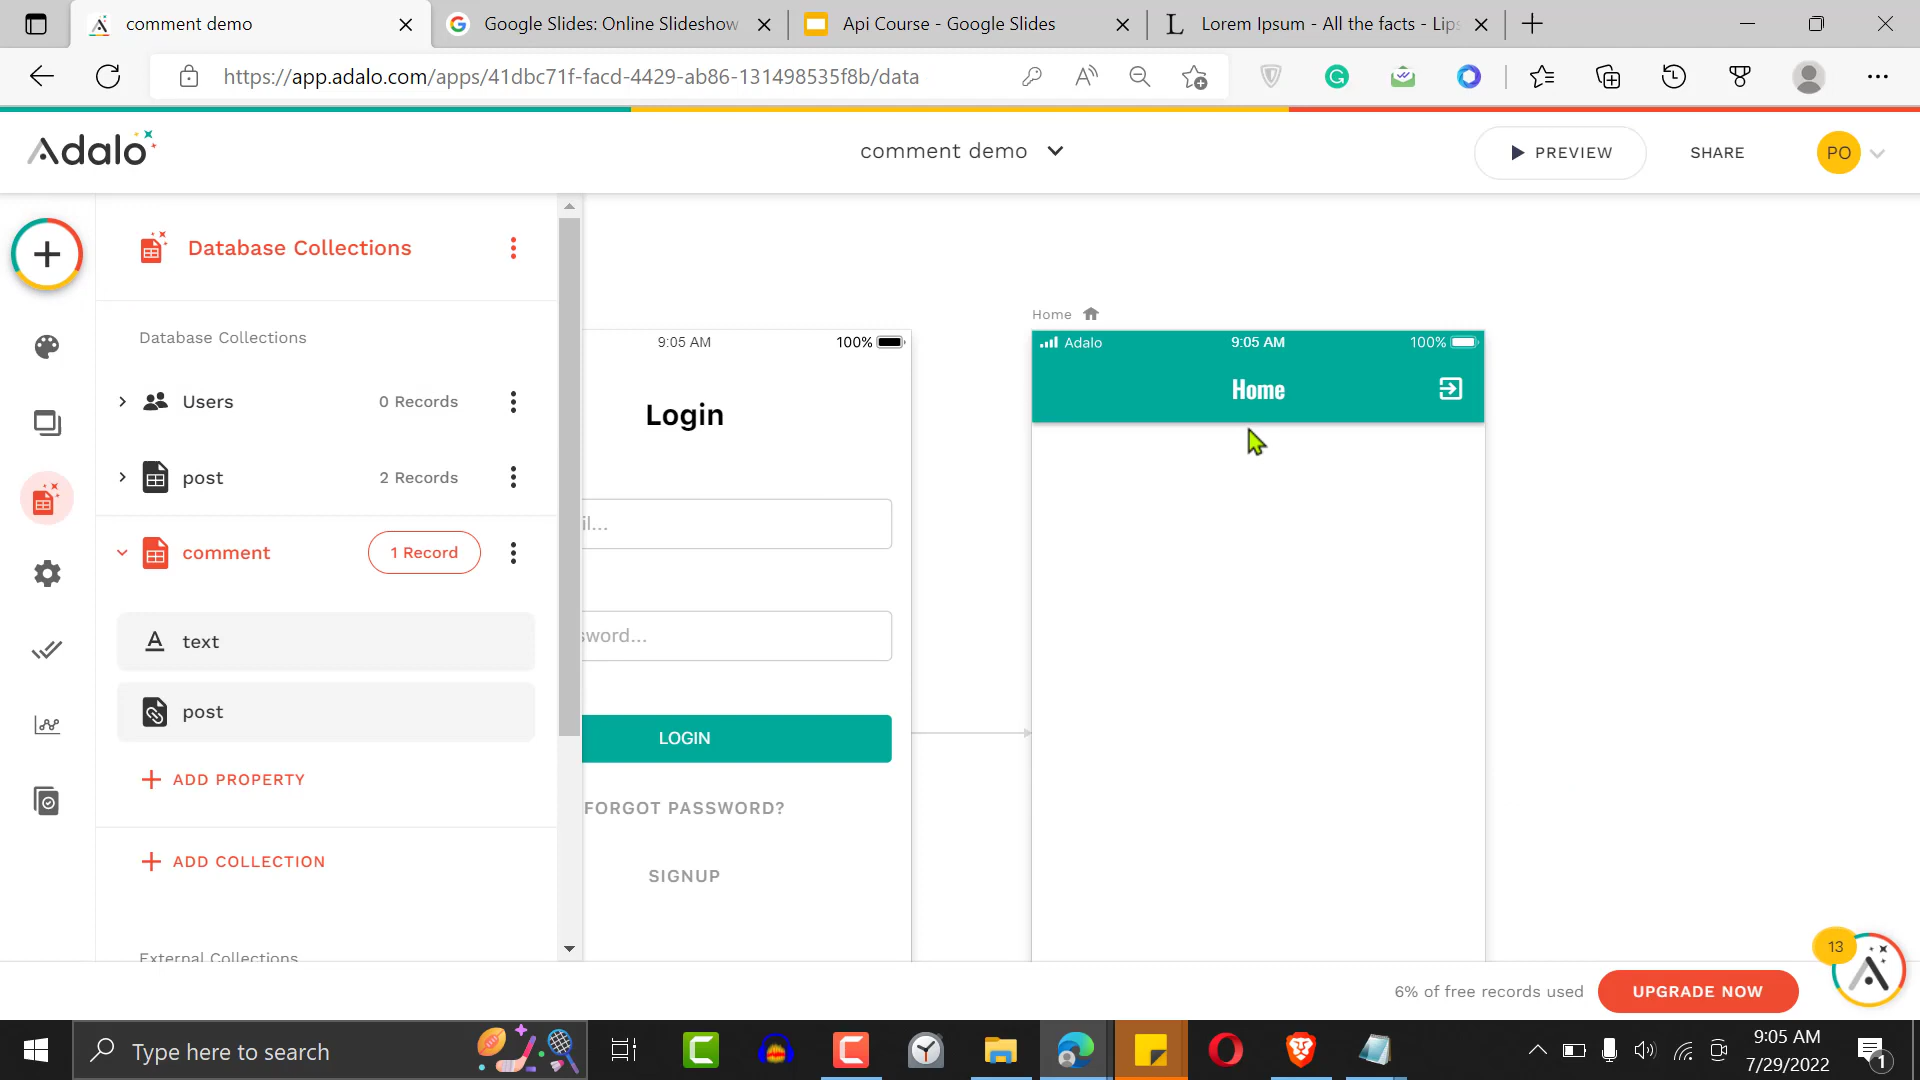 comment demo
Google Slides: Online Slideshow
Api Course - Google Slides
Lorem Ipsum - All the facts - Lips
https://app.adalo.com/apps/41dbc71f-facd-4429-ab86-131498535f8b/data
Adalo
comment demo
PREVIEW
SHARE
PO
Database Collections
Database Collections
Users
0 Records
post
2 Records
comment
1 Record
text
post
ADD PROPERTY
ADD COLLECTION
External Collections
9:05 AM
100%
Login
il...
sword...
LOGIN
FORGOT PASSWORD?
SIGNUP
Home
Adalo
9:05 AM
100%
Home
13
6% of free records used
UPGRADE NOW
Type here to search
9:05 AM
7/29/2022
1